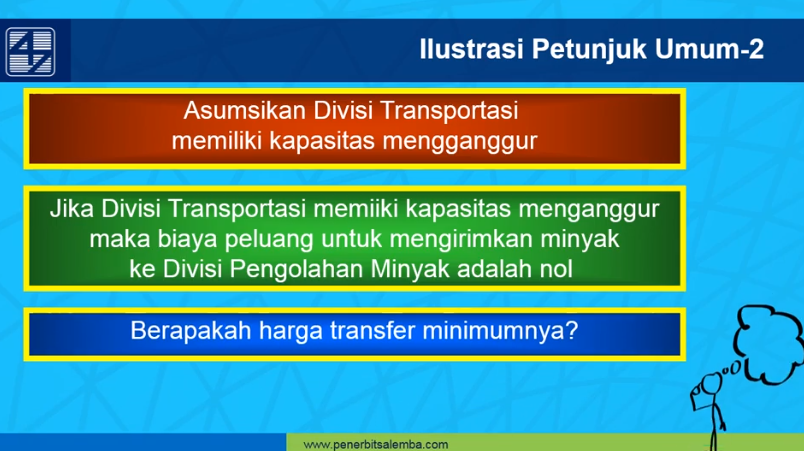 Ilustrasi Petunjuk Umum-2
Asumsikan Divisi Transportasi
memiliki kapasitas mengganggur
Jika Divisi Transportasi memiiki kapasitas menganggur
maka biaya peluang untuk mengirimkan minyak
ke Divisi Pengolahan Minyak adalah nol
Berapakah harga transfer minimumnya?
www.penerbitsalemba.com